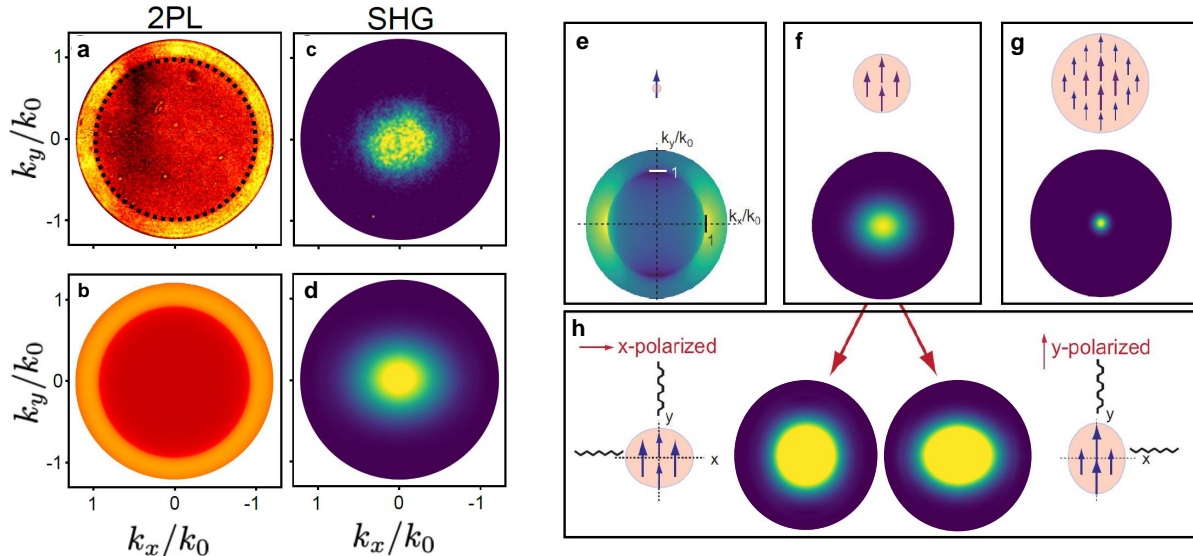 2PL
SHG
a
c
1
0
-1
k_y/k_0
b
d
1
0
-1
k_y/k_0
1
0
-1
1
0
-1
k_x/k_0
k_x/k_0
e
f
g
k_y/k_0
1
k_x/k_0
1
h
x-polarized
y-polarized
y
x
y
x